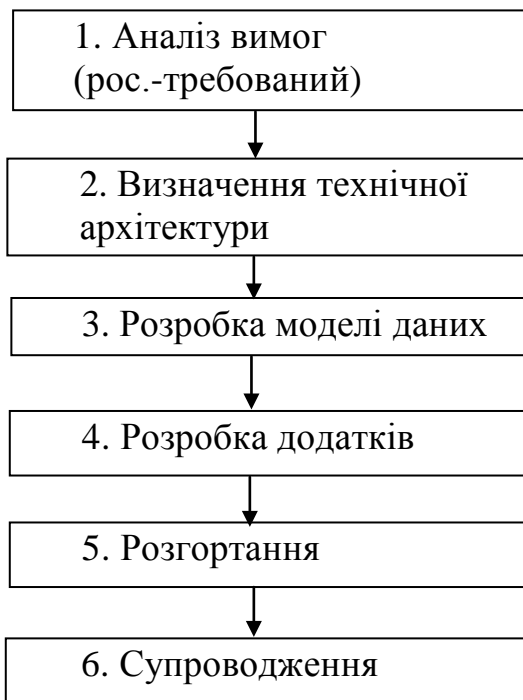 1. Аналіз вимог
(рос.-требований)
2. Визначення технічної
архітектури
3. Розробка моделі даних
4. Розробка додатків
5. Розгортання
6. Супроводження